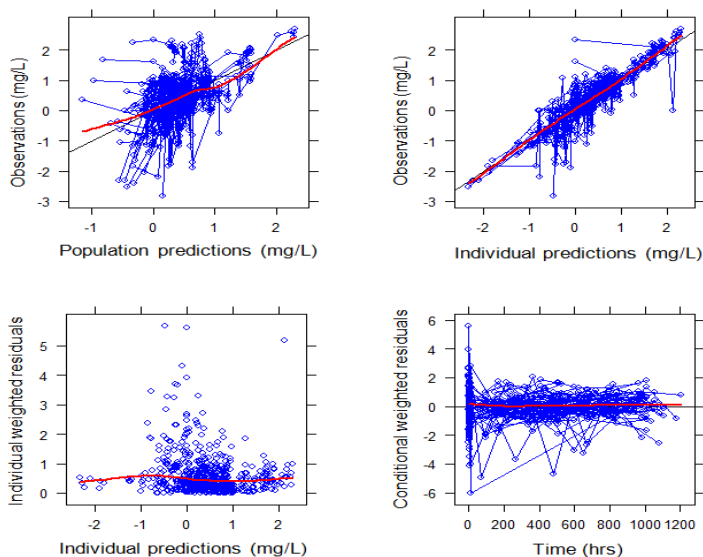 Observations (mg/L)
2
1
0
-1
-2
-3
-1 0 1 2
Population predictions (mg/L)
Observations (mg/L)
2
1
0
-1
-2
-3
-2 -1 0 1 2
Individual predictions (mg/L)
Individual weighted residuals
5
4
3
2
1
0
-2 -1 0 1 2
Individual predictions (mg/L)
Conditional weighted residuals
6
4
2
0
-2
-4
-6
0 200 400 600 800 1000 1200
Time (hrs)